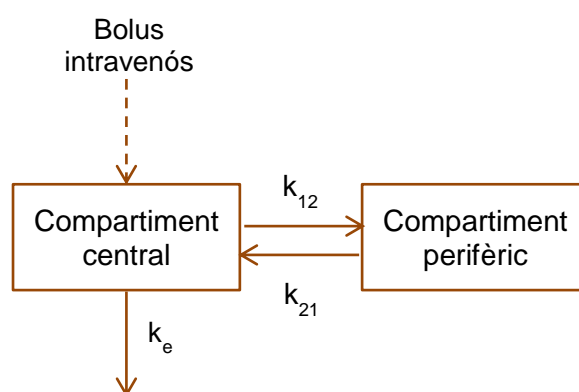 Bolus
intravenós
Compartiment
central
k12
Compartiment
perifèric
k21
ke